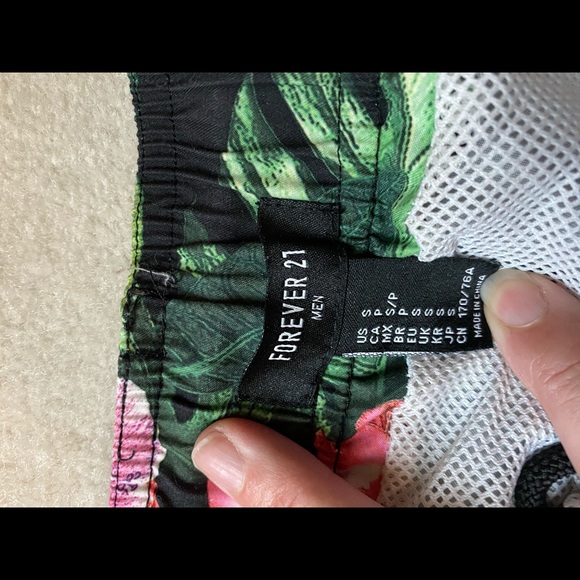 FOREVER 21
MEN
US S
CA P
MX S/P
BR P
EU S
UK S
KR S
JP S
CN 170/76A
MADE IN CHINA